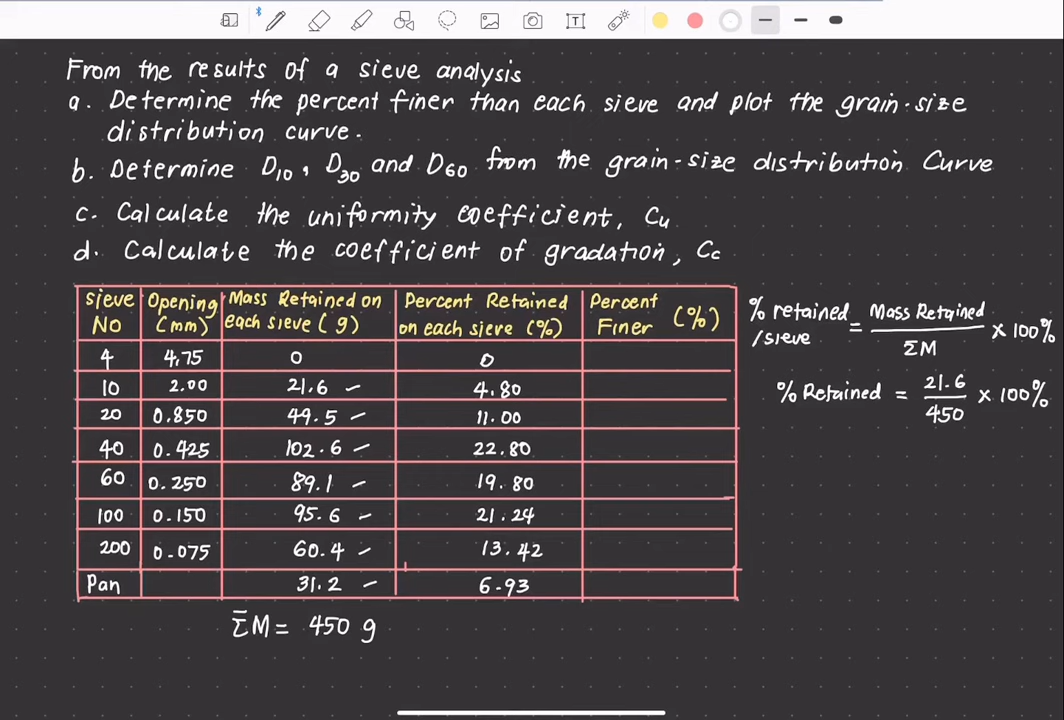 From the results of a sieve analysis
a. Determine the percent finer than each sieve and plot the grain-size
distribution curve.
b. Determine D10, D30 and D60 from the grain-size distribution Curve
c. Calculate the uniformity coefficient, Cu
d. Calculate the coefficient of gradation, Cc
Sieve No Opening (mm) Mass Retained on each sieve (g) Percent Retained on each sieve (%) Percent Finer (%)
4 4.75 0 0
10 2.00 21.6 4.80
20 0.850 49.5 11.00
40 0.425 102.6 22.80
60 0.250 89.1 19.80
100 0.150 95.6 21.24
200 0.075 60.4 13.42
Pan 31.2 6.93
ΣM = 450 g
% retained /sieve = Mass Retained / ΣM × 100%
% Retained = 21.6 / 450 × 100%